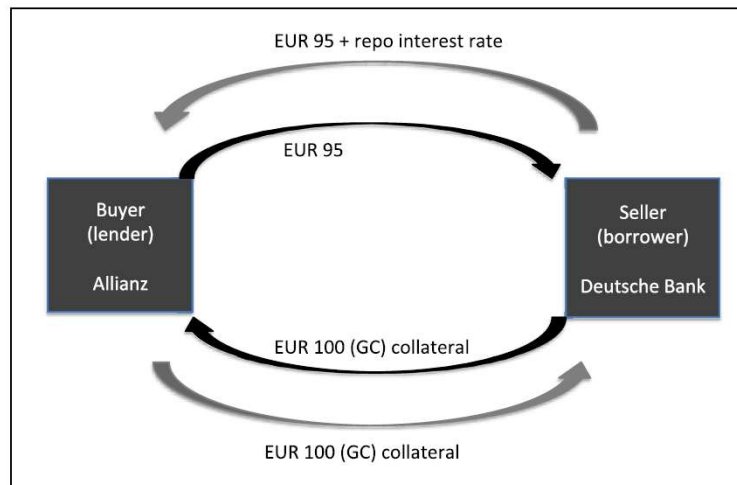 EUR 95 + repo interest rate
EUR 95
Buyer
(lender)
Allianz
Seller
(borrower)
Deutsche Bank
EUR 100 (GC) collateral
EUR 100 (GC) collateral